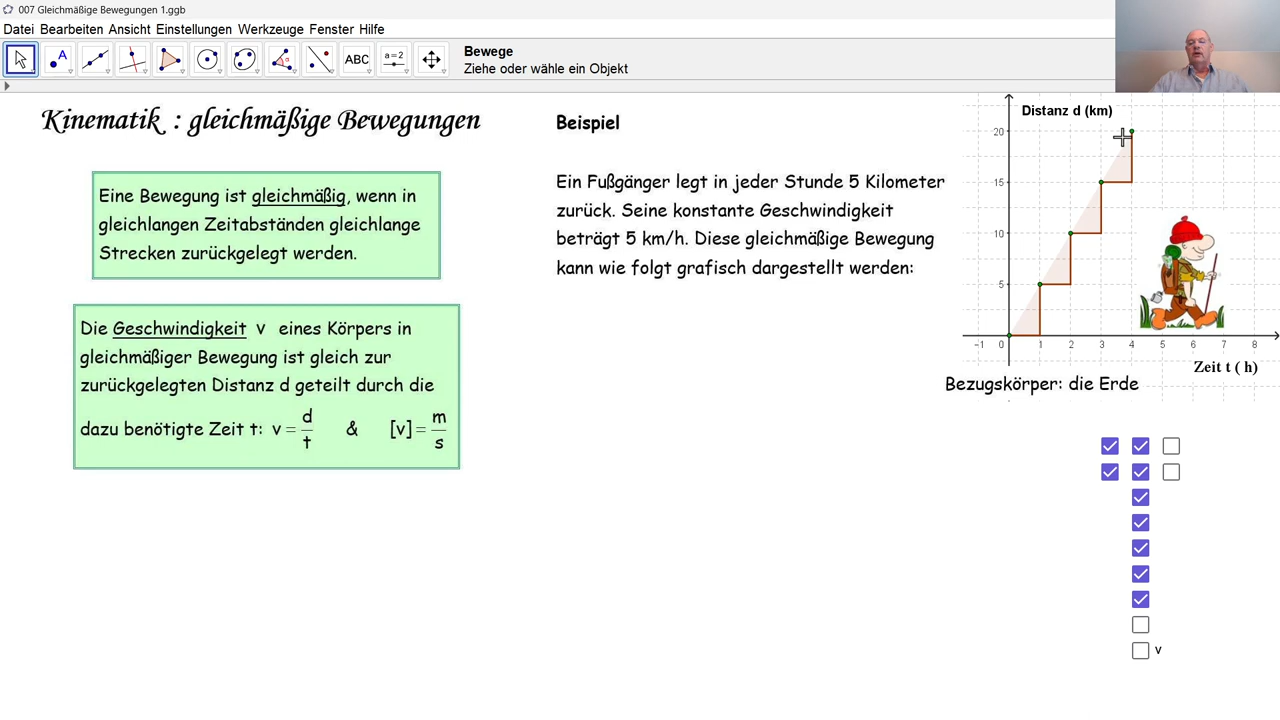 007 Gleichmäßige Bewegungen 1.ggb
Datei Bearbeiten Ansicht Einstellungen Werkzeuge Fenster Hilfe
A
ABC
a=2
Bewege
Ziehe oder wähle ein Objekt
Kinematik : gleichmäßige Bewegungen
Eine Bewegung ist gleichmäßig, wenn in
gleichlangen Zeitabständen gleichlange
Strecken zurückgelegt werden.
Die Geschwindigkeit v eines Körpers in
gleichmäßiger Bewegung ist gleich zur
zurückgelegten Distanz d geteilt durch die
dazu benötigte Zeit t: v = d/t & [v] = m/s
Beispiel
Ein Fußgänger legt in jeder Stunde 5 Kilometer
zurück. Seine konstante Geschwindigkeit
beträgt 5 km/h. Diese gleichmäßige Bewegung
kann wie folgt grafisch dargestellt werden:
Distanz d (km)
20
15
10
5
−1 0 1 2 3 4 5 6 7 8
Zeit t ( h)
Bezugskörper: die Erde
v